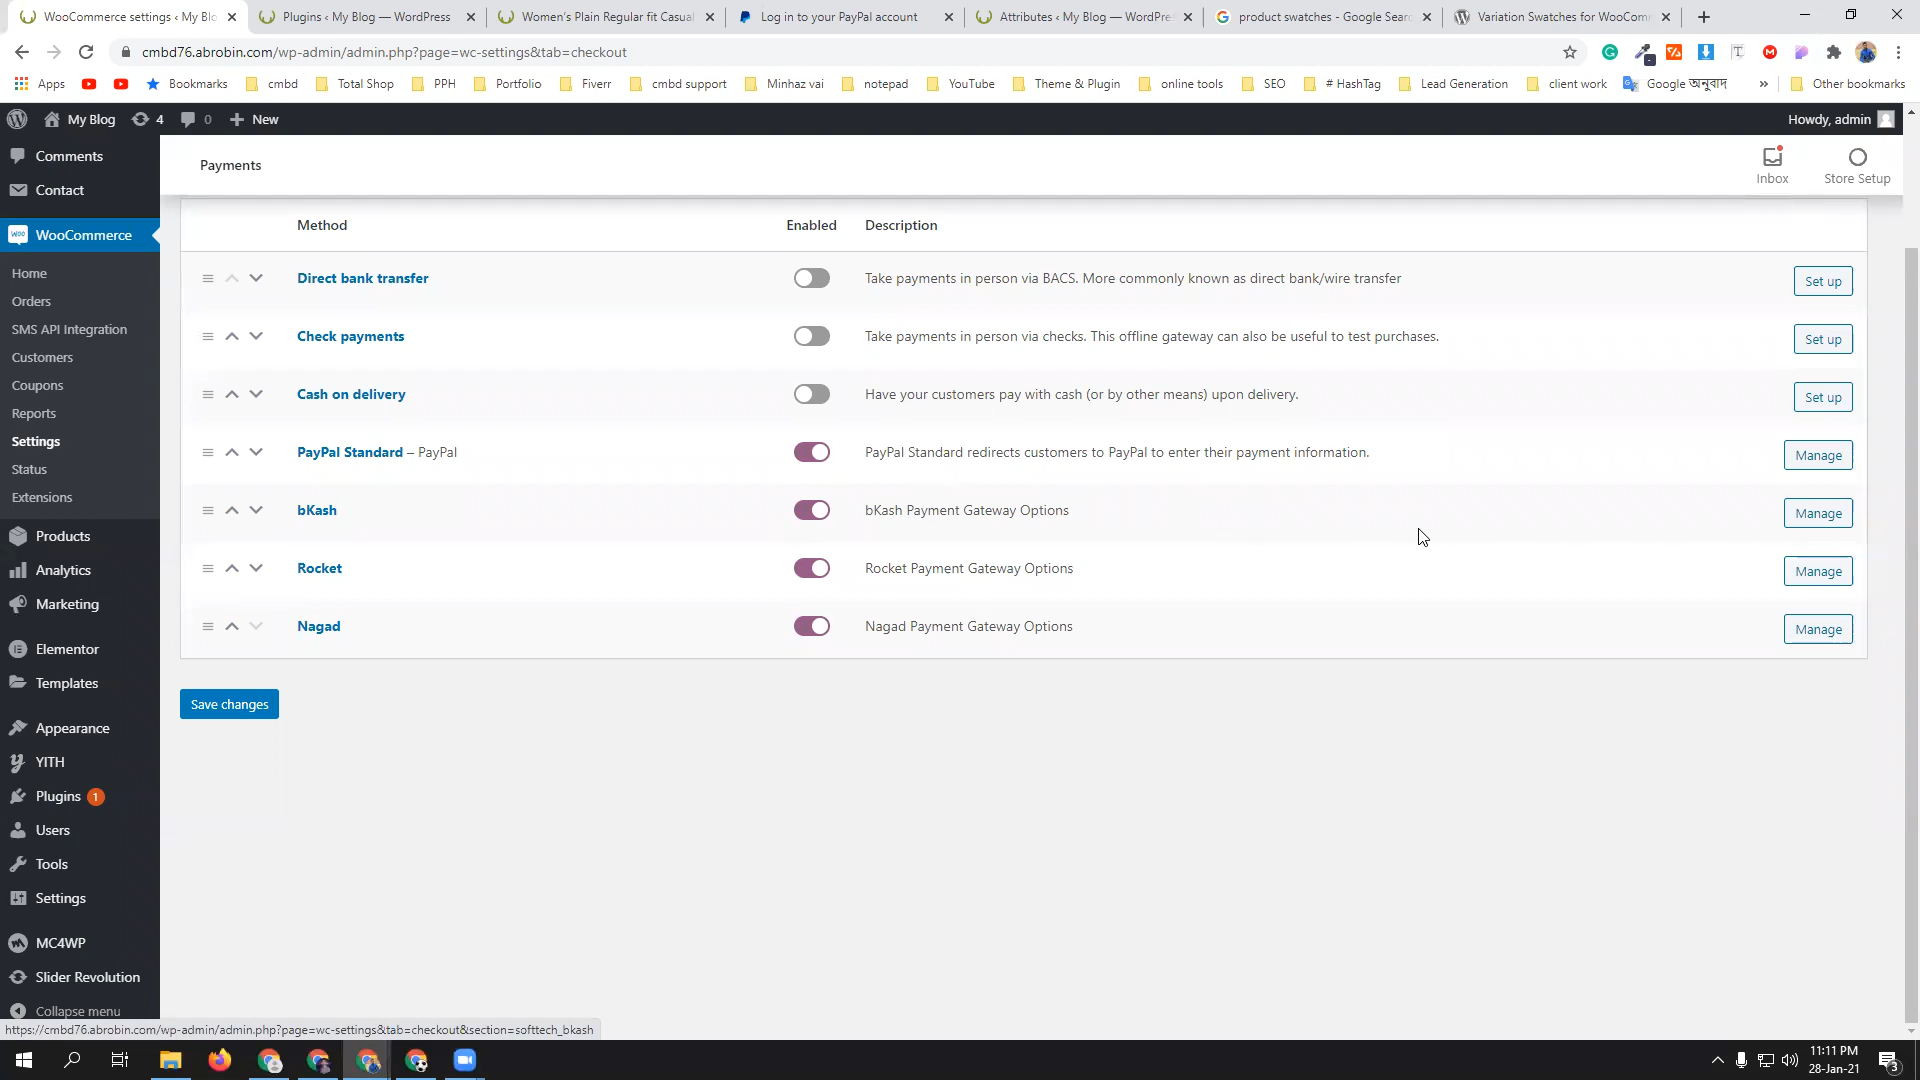 WooCommerce settings ‹ My Blo
Plugins ‹ My Blog — WordPress
Women's Plain Regular fit Casual
Log in to your PayPal account
Attributes ‹ My Blog — WordPre
product swatches - Google Searc
Variation Swatches for WooComm
cmbd76.abrobin.com/wp-admin/admin.php?page=wc-settings&tab=checkout
Apps
Bookmarks
cmbd
Total Shop
PPH
Portfolio
Fiverr
cmbd support
Minhaz vai
notepad
YouTube
Theme & Plugin
online tools
SEO
# HashTag
Lead Generation
client work
Google অনুবাদ
»
Other bookmarks
My Blog
4
0
New
Howdy, admin
Comments
Contact
WooCommerce
Home
Orders
SMS API Integration
Customers
Coupons
Reports
Settings
Status
Extensions
Products
Analytics
Marketing
Elementor
Templates
Appearance
YITH
Plugins 1
Users
Tools
Settings
MC4WP
Slider Revolution
Collapse menu
Payments
Inbox
Store Setup
Method
Enabled
Description
Direct bank transfer
Take payments in person via BACS. More commonly known as direct bank/wire transfer
Set up
Check payments
Take payments in person via checks. This offline gateway can also be useful to test purchases.
Set up
Cash on delivery
Have your customers pay with cash (or by other means) upon delivery.
Set up
PayPal Standard – PayPal
PayPal Standard redirects customers to PayPal to enter their payment information.
Manage
bKash
bKash Payment Gateway Options
Manage
Rocket
Rocket Payment Gateway Options
Manage
Nagad
Nagad Payment Gateway Options
Manage
Save changes
https://cmbd76.abrobin.com/wp-admin/admin.php?page=wc-settings&tab=checkout&section=softtech_bkash
11:11 PM
28-Jan-21
3